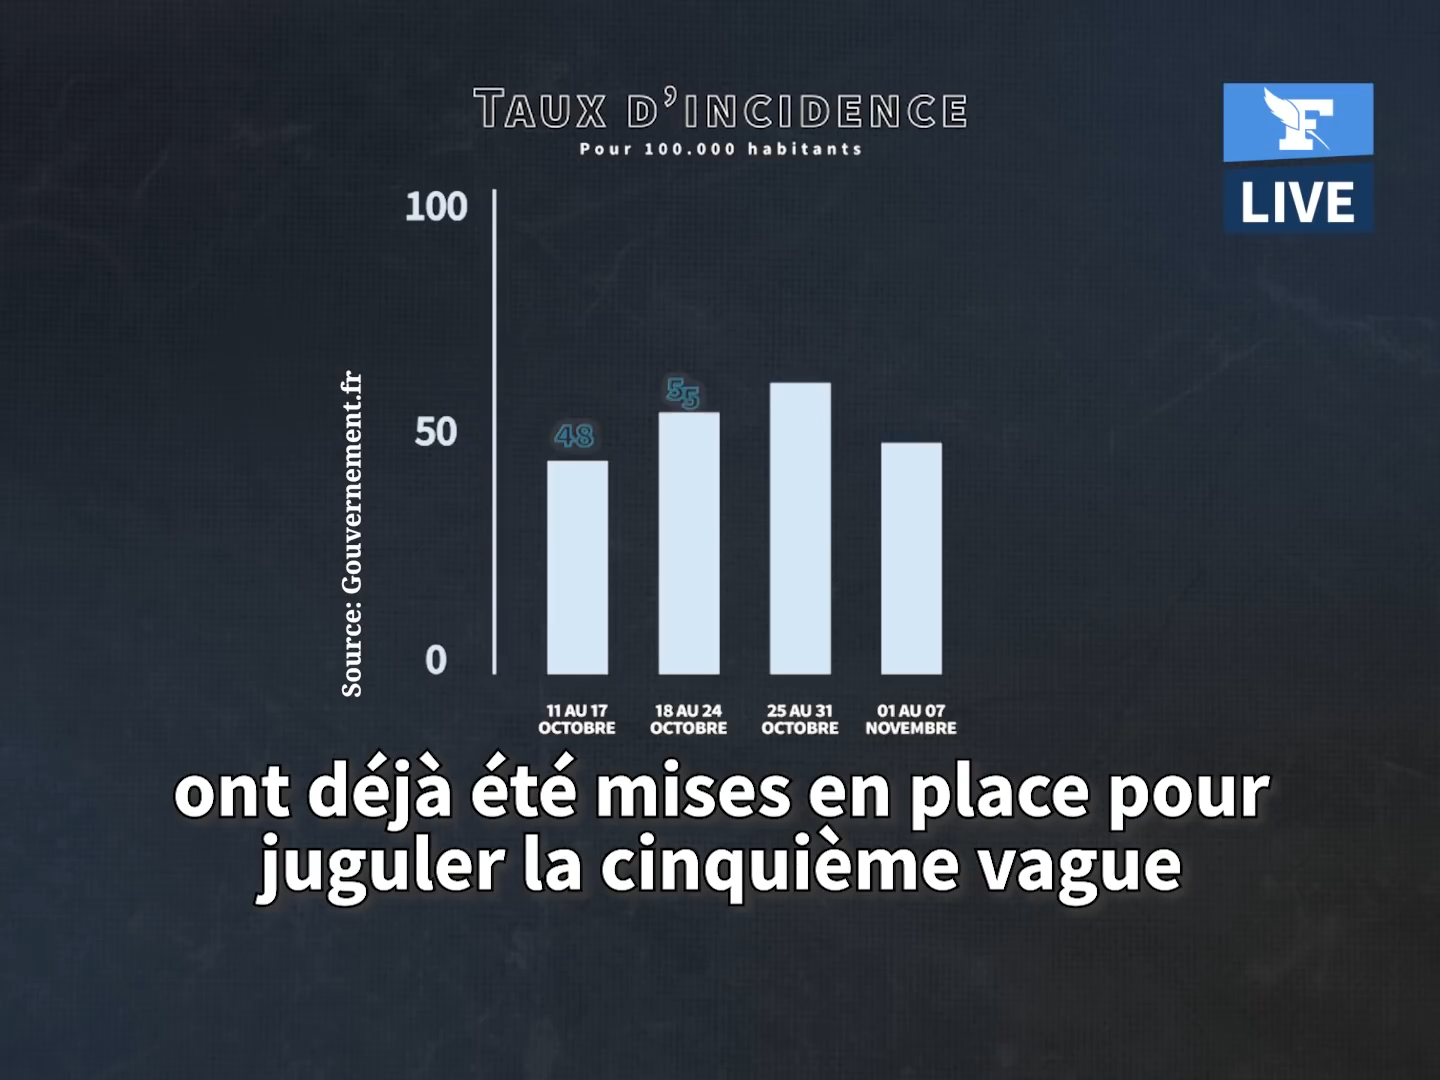 TAUX D’INCIDENCE
Pour 100.000 habitants
F
LIVE
100
50
0
Source: Gouvernement.fr
48
55
11 AU 17
OCTOBRE
18 AU 24
OCTOBRE
25 AU 31
OCTOBRE
01 AU 07
NOVEMBRE
ont déjà été mises en place pour
juguler la cinquième vague